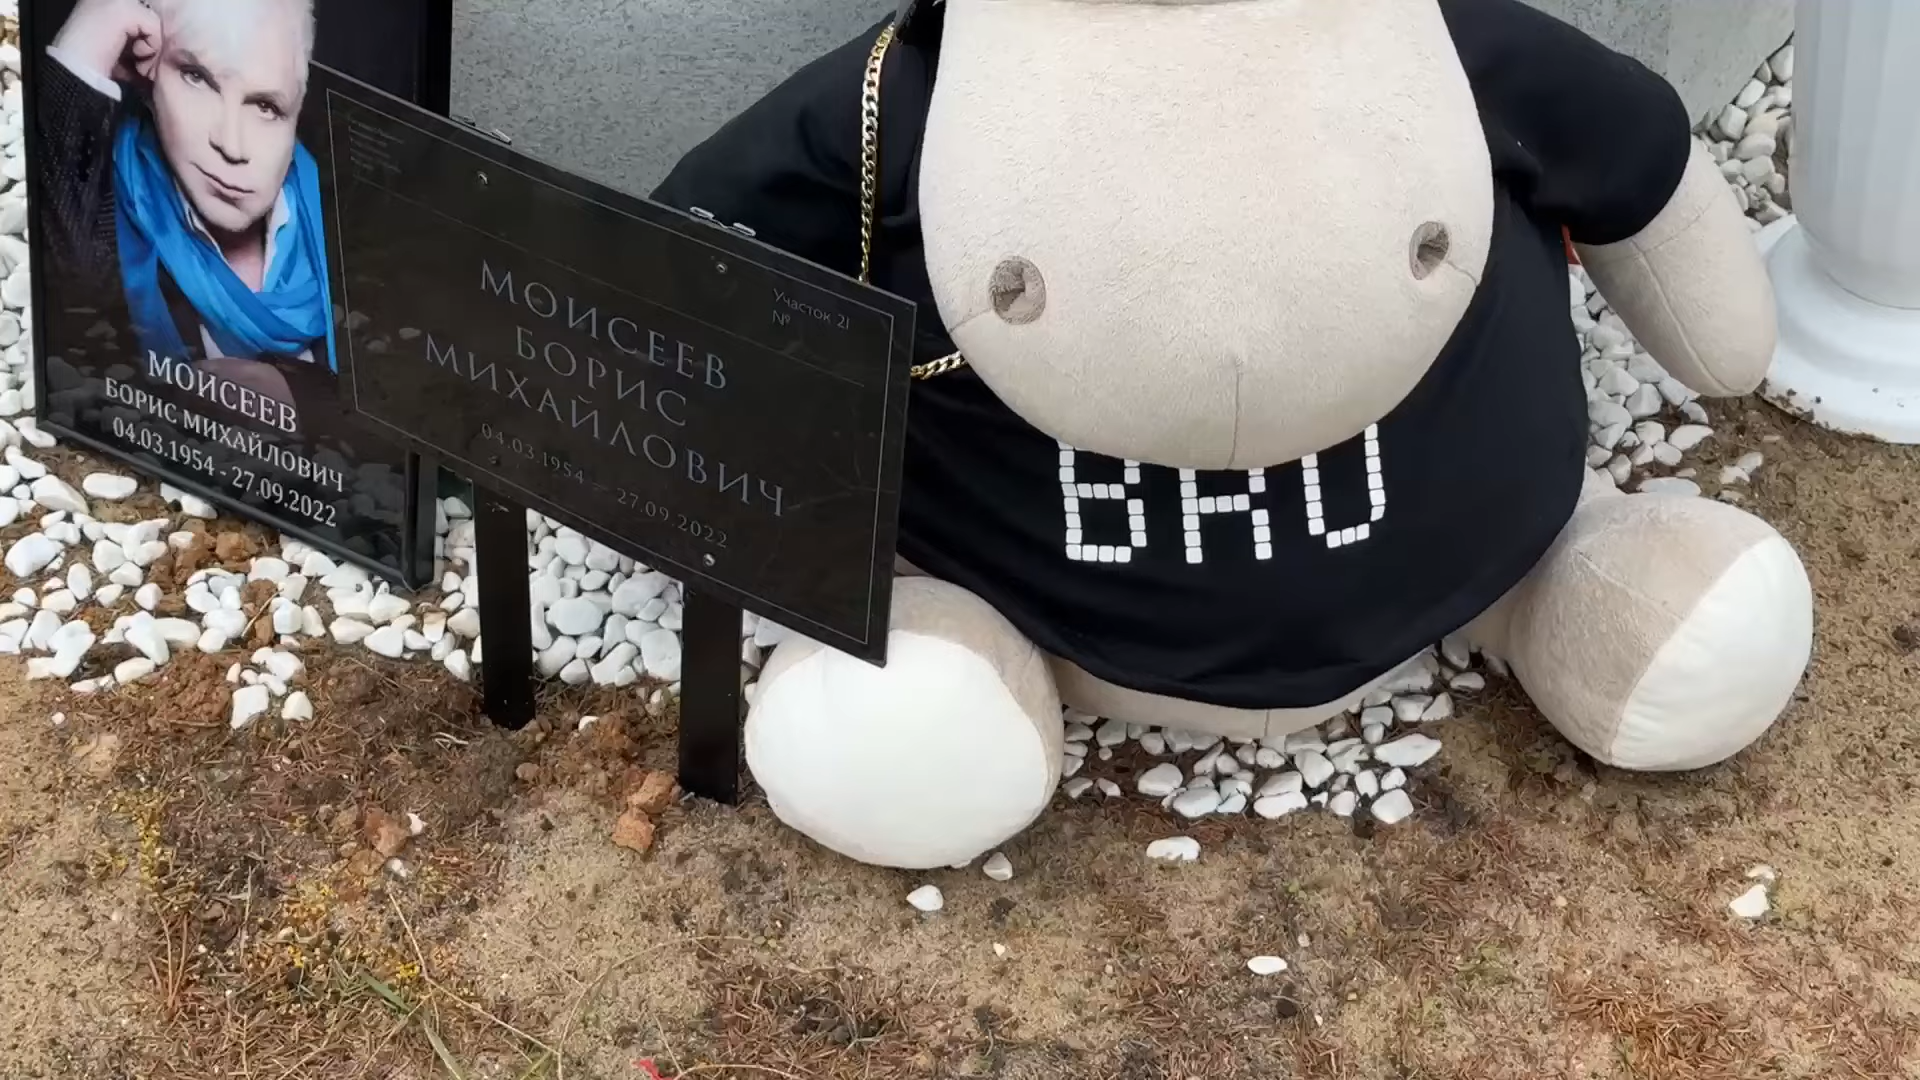 МОИСЕЕВ
БОРИС МИХАЙЛОВИЧ
04.03.1954 - 27.09.2022
Участок 21
№
МОИСЕЕВ
БОРИС
МИХАЙЛОВИЧ
04.03.1954 - 27.09.2022